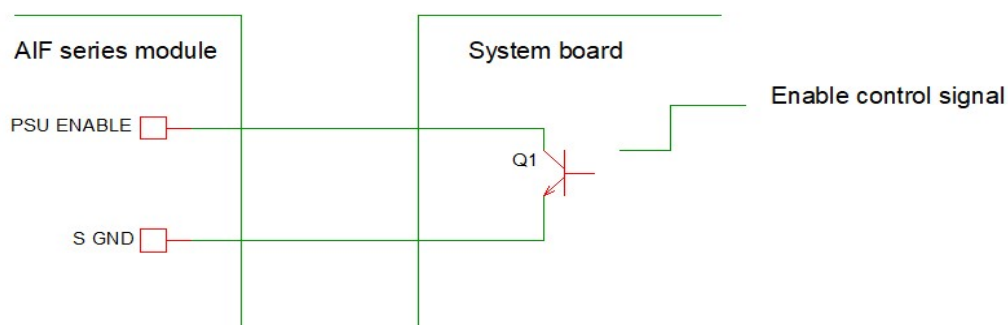 AIF series module
System board
Enable control signal
PSU ENABLE
Q1
S GND